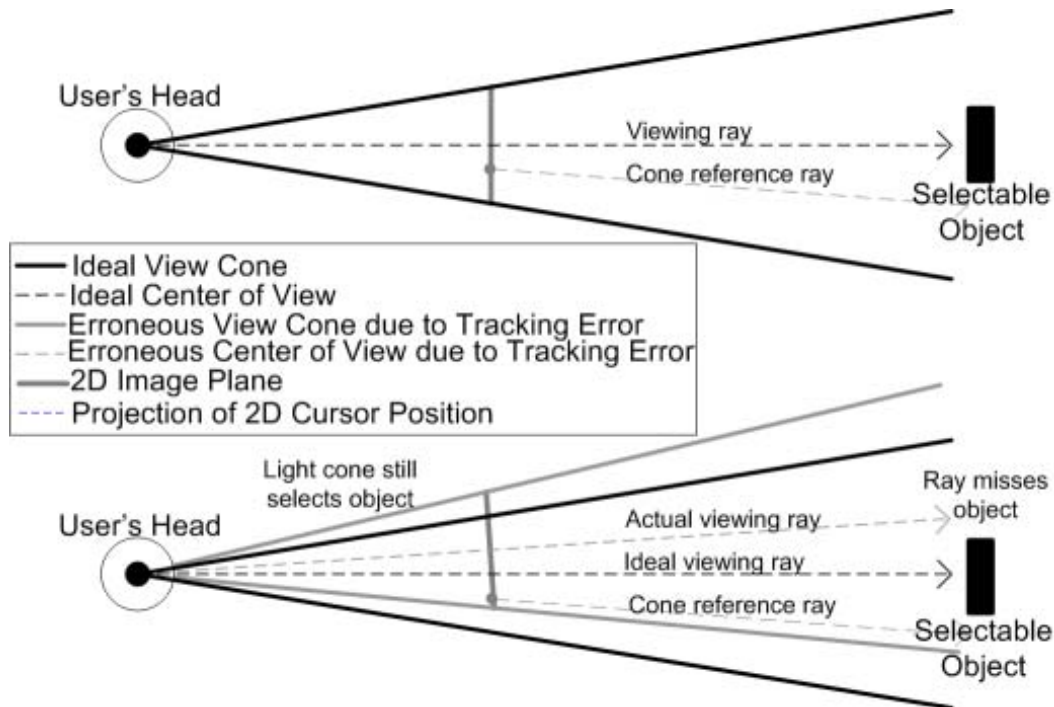 User's Head
Viewing ray
Cone reference ray
Selectable
Object
Ideal View Cone
Ideal Center of View
Erroneous View Cone due to Tracking Error
Erroneous Center of View due to Tracking Error
2D Image Plane
Projection of 2D Cursor Position
Light cone still
selects object
User's Head
Ray misses
object
Actual viewing ray
Ideal viewing ray
Cone reference ray
Selectable
Object